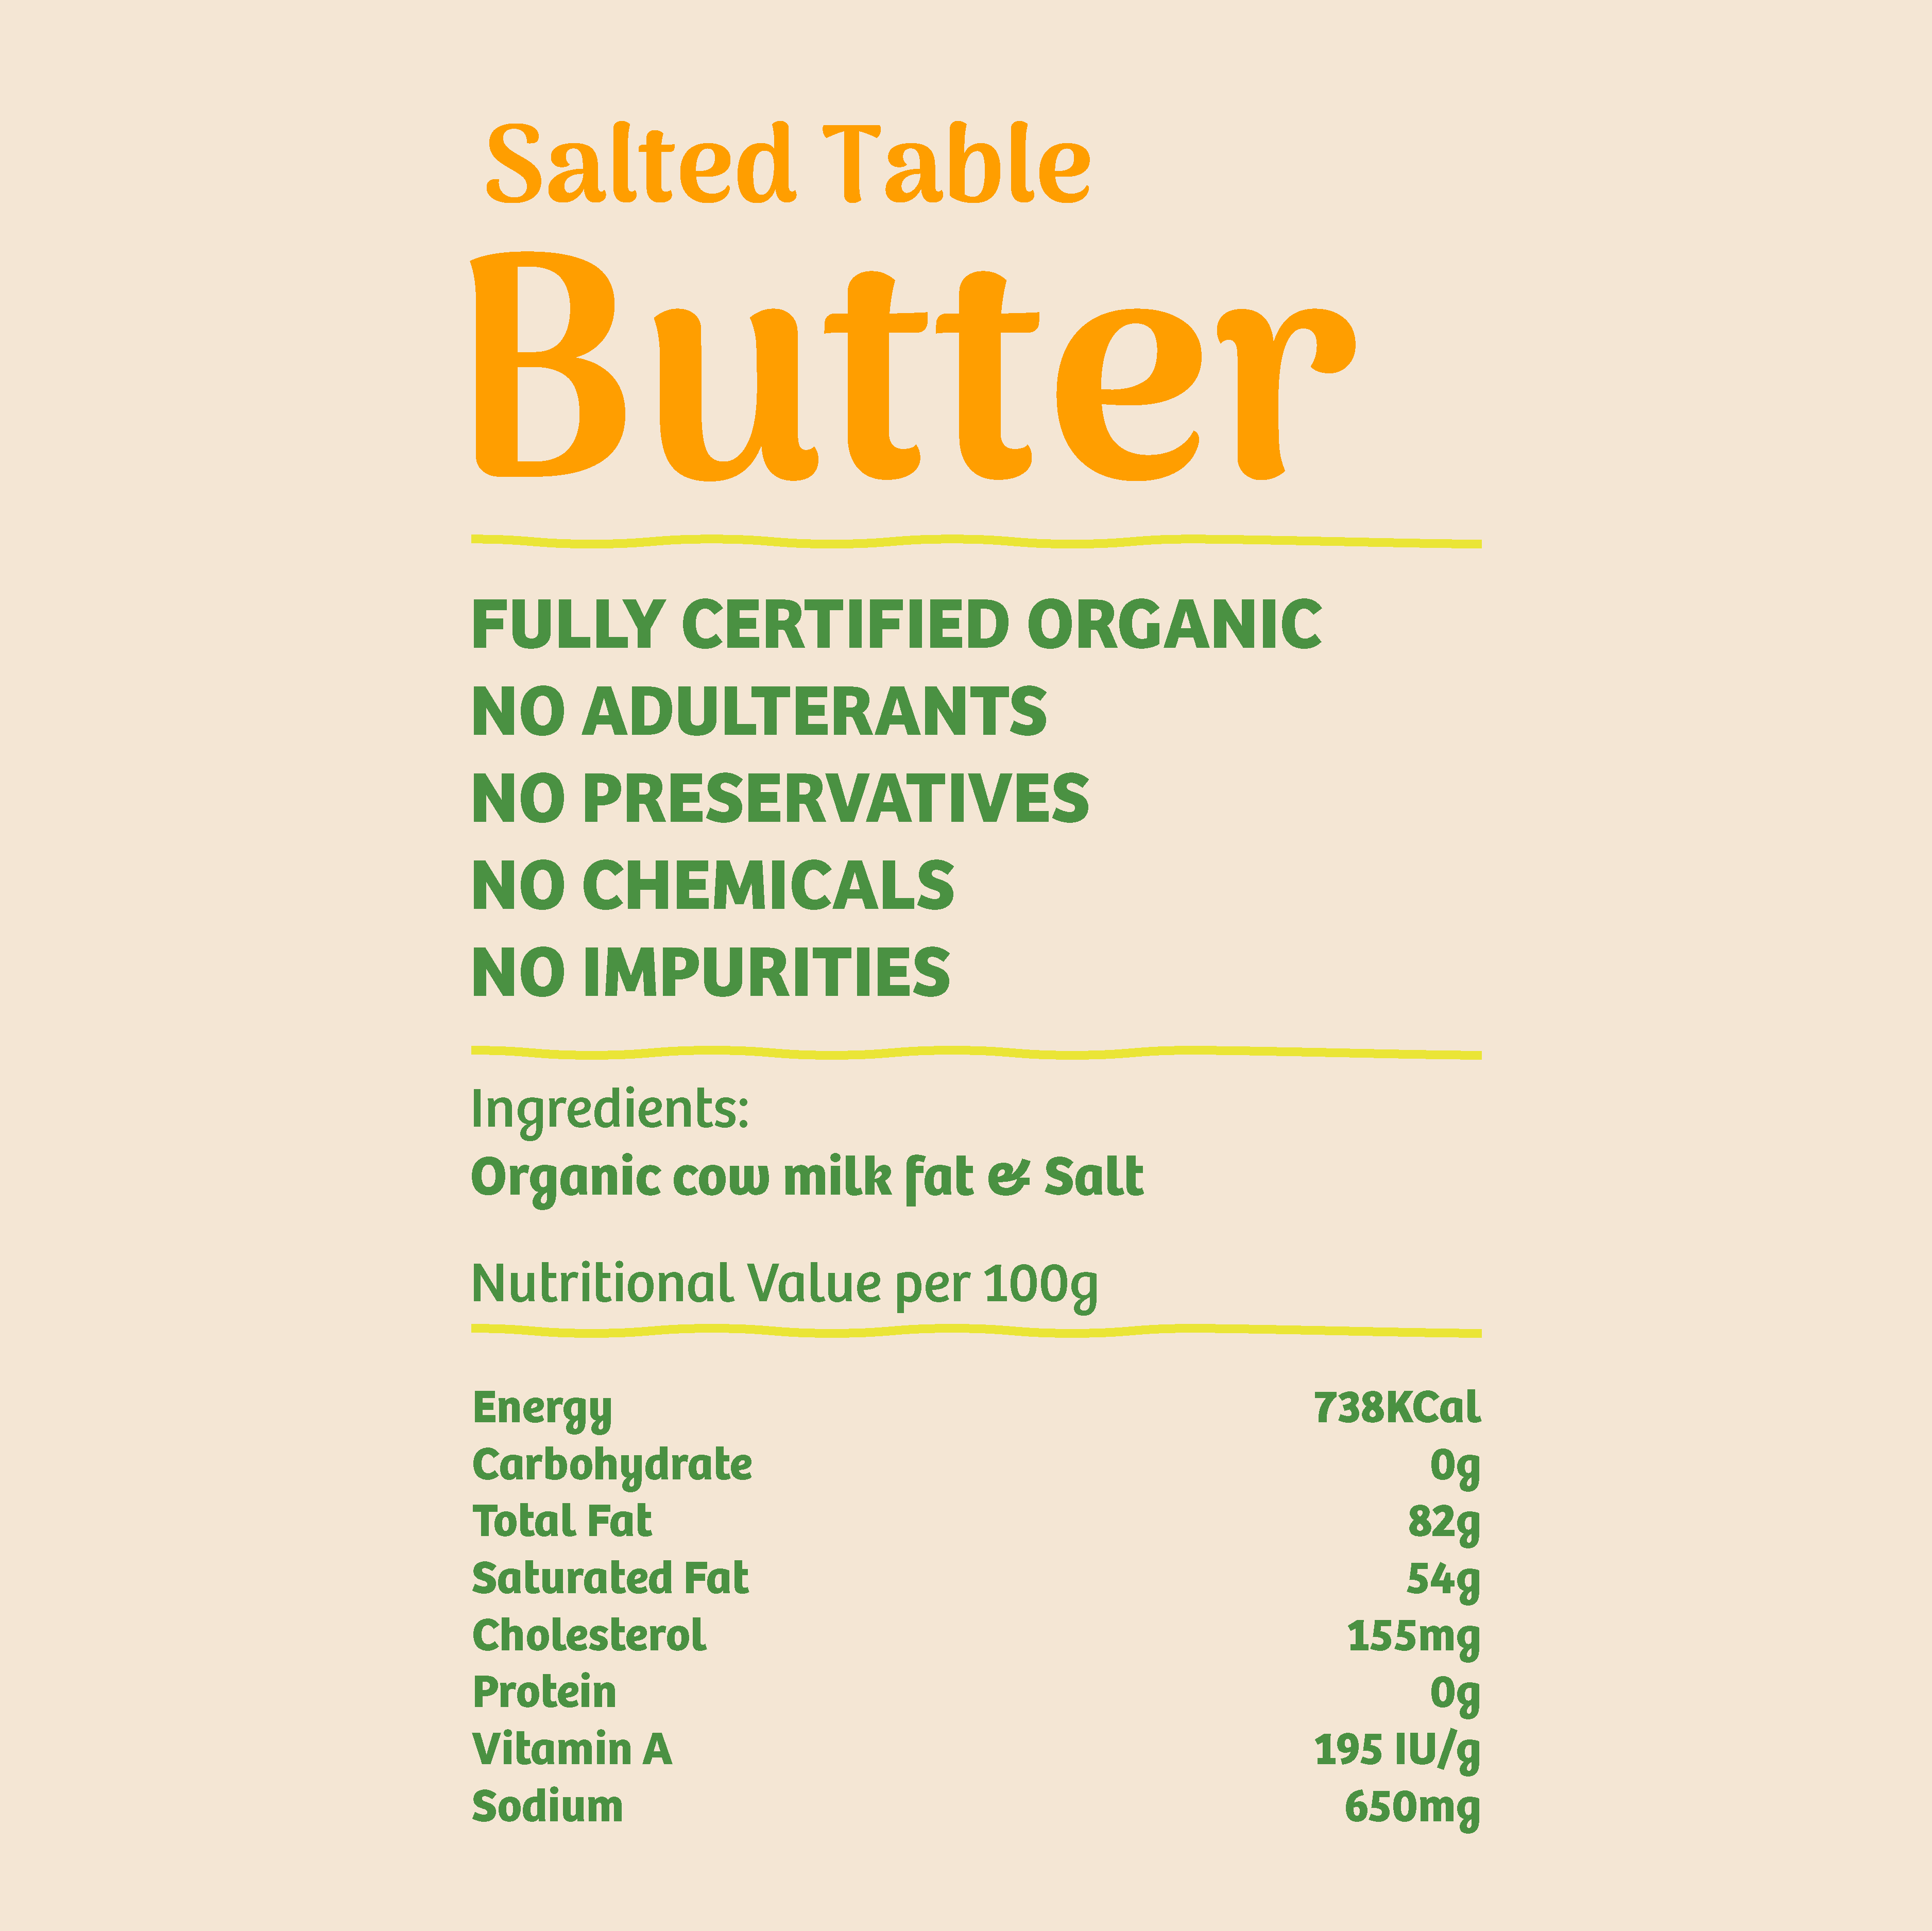 Salted Table
Butter
FULLY CERTIFIED ORGANIC
NO ADULTERANTS
NO PRESERVATIVES
NO CHEMICALS
NO IMPURITIES
Ingredients:
Organic cow milk fat & Salt
Nutritional Value per 100g
Energy 738KCal
Carbohydrate 0g
Total Fat 82g
Saturated Fat 54g
Cholesterol 155mg
Protein 0g
Vitamin A 195 IU/g
Sodium 650mg